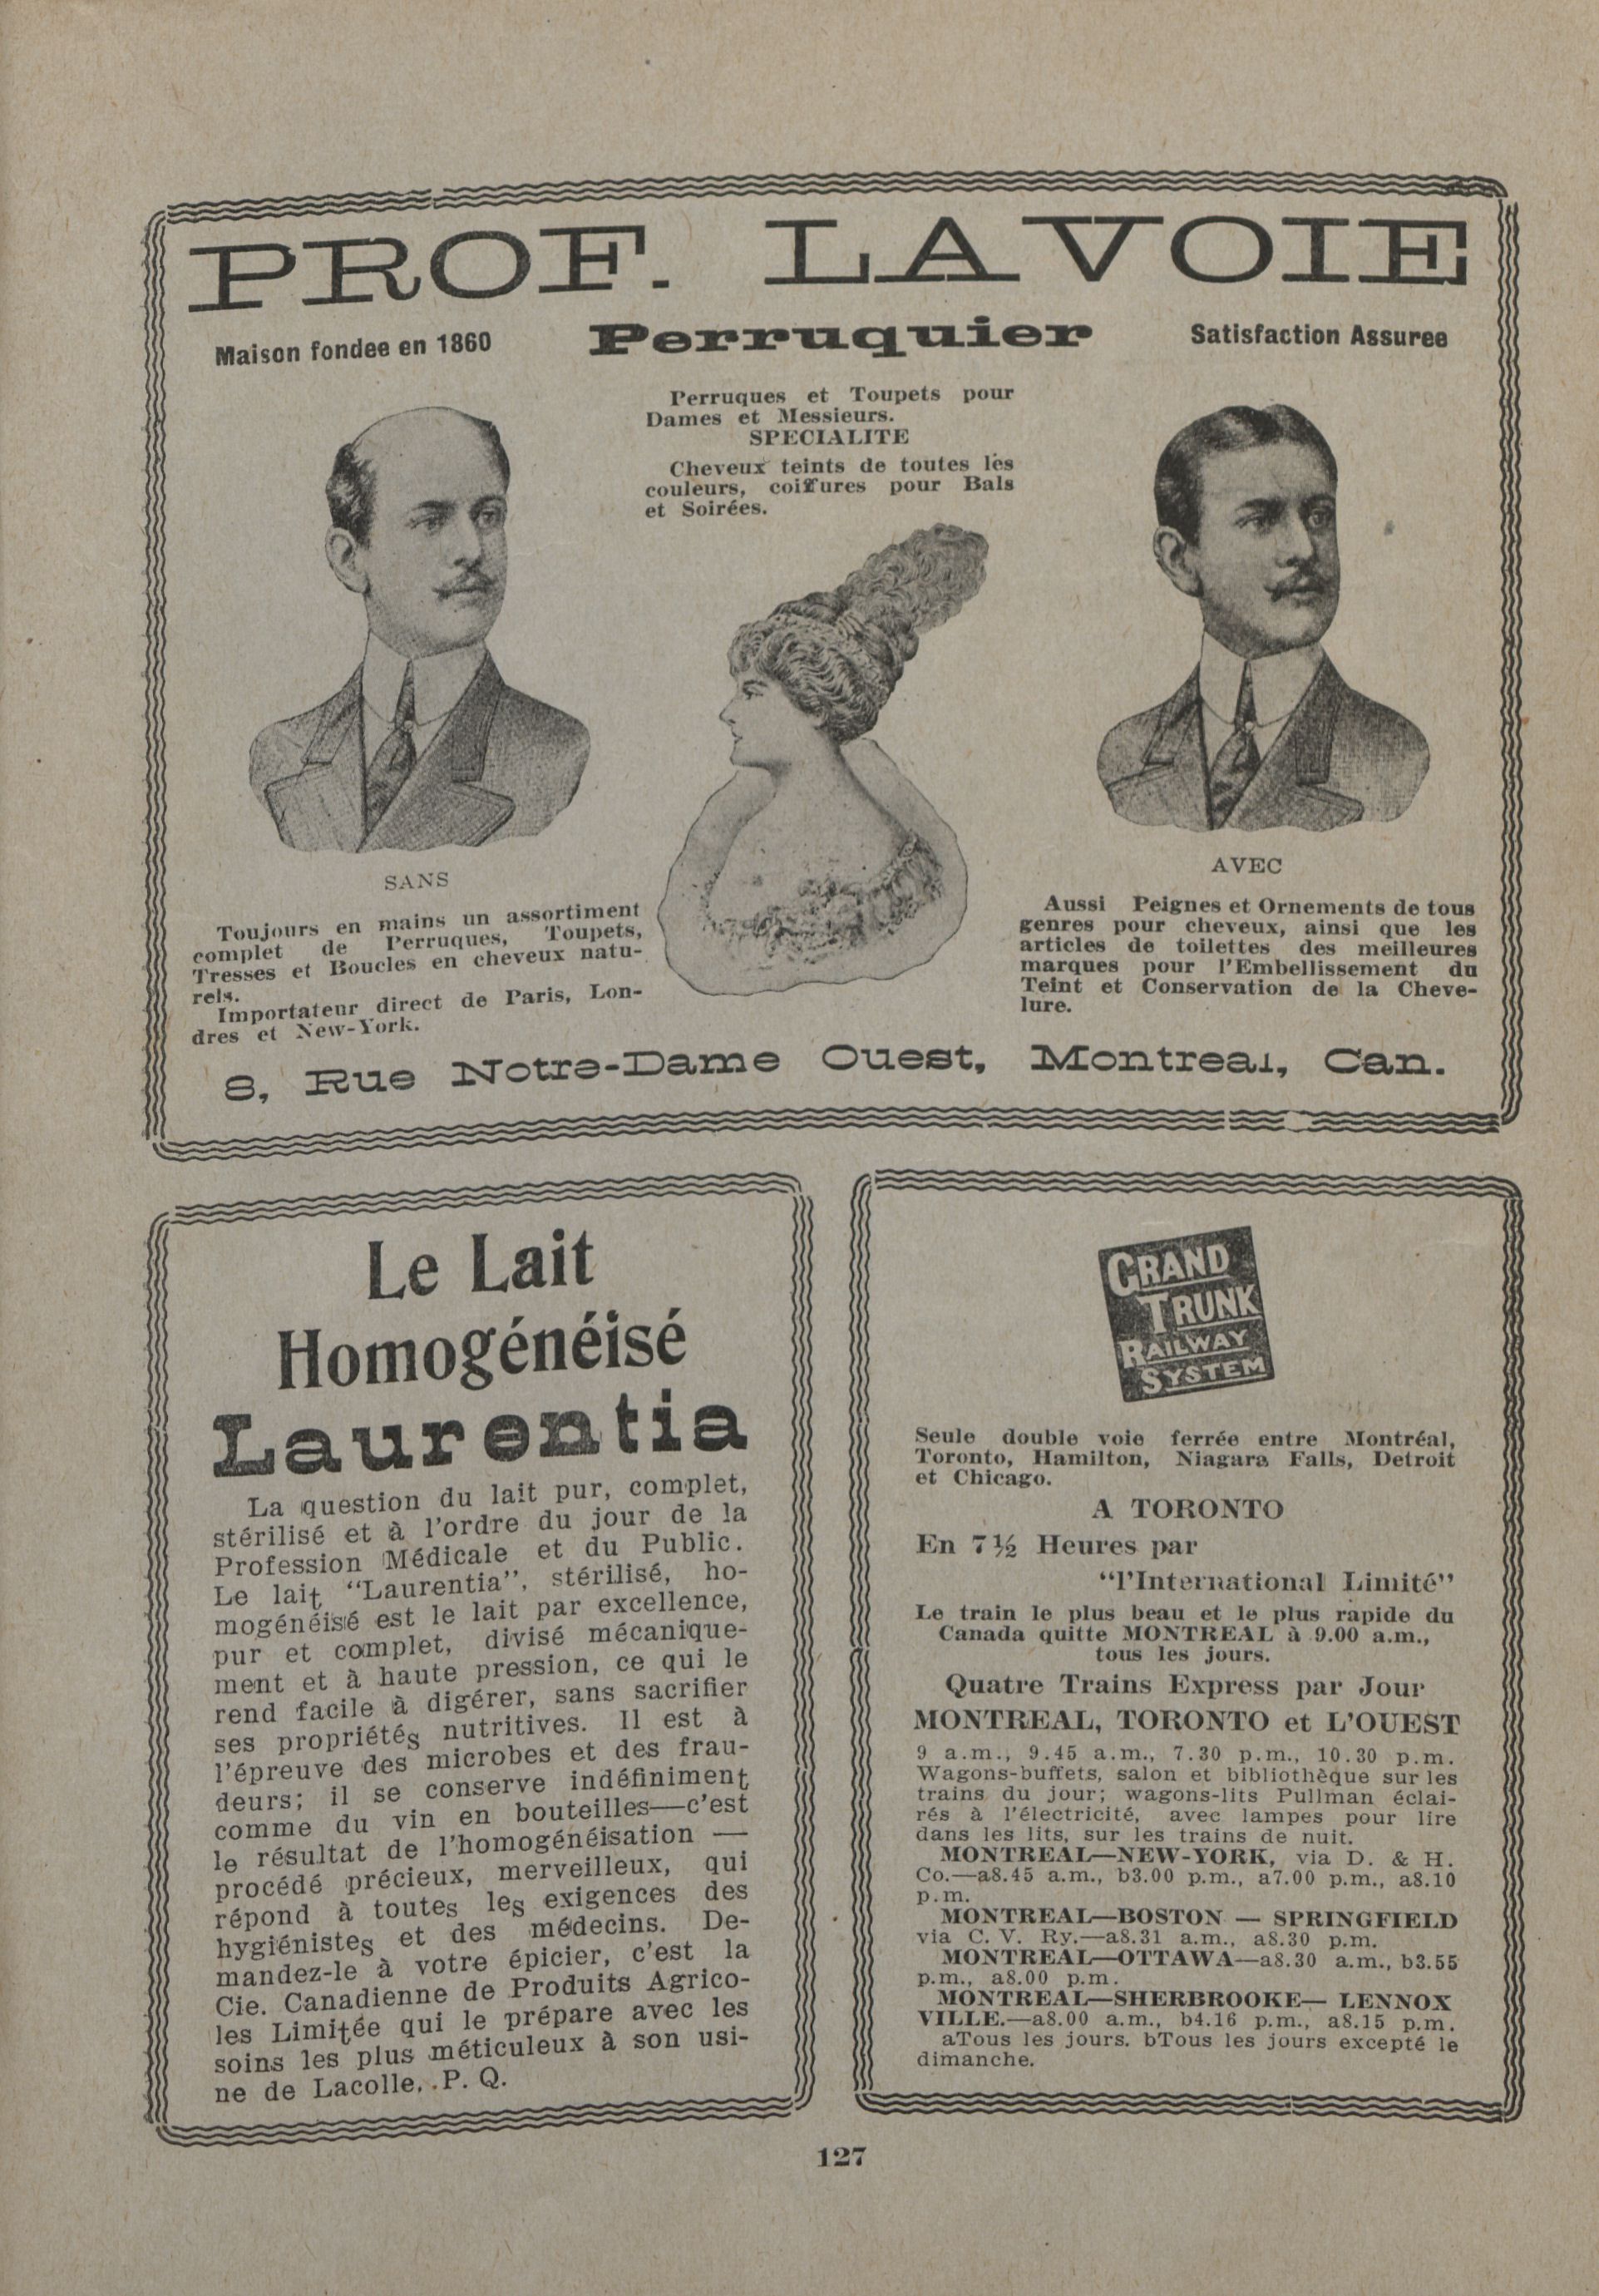 PROF. LAVOIE
Maison fondee en 1860
Perruquier
Satisfaction Assuree
Perruques et Toupets pour
Dames et Messieurs.
SPECIALITE
Cheveux teints de toutes les
couleurs, coiffures pour Bals
et Soirées.
SANS
Toujours en mains un assortiment
complet de Perruques, Toupets,
Tresses et Boucles en cheveux natu-
rels.
Importateur direct de Paris, Lon-
dres et New-York.
AVEC
Aussi Peignes et Ornements de tous
genres pour cheveux, ainsi que les
articles de toilettes des meilleures
marques pour l'Embellissement du
Teint et Conservation de la Cheve-
lure.
8, Rue Notre-Dame Ouest, Montreal, Can.
Le Lait
Homogénéisé
Laurentia
La question du lait pur, complet,
stérilisé et à l'ordre du jour de la
Profession Médicale et du Public.
Le lait "Laurentia", stérilisé, ho-
mogénéisé est le lait par excellence,
pur et complet, divisé mécanique-
ment et à haute pression, ce qui le
rend facile à digérer, sans sacrifier
ses propriétés nutritives. Il est à
l'épreuve des microbes et des frau-
deurs; il se conserve indéfiniment
comme du vin en bouteilles—c'est
le résultat de l'homogénéisation —
procédé précieux, merveilleux, qui
répond à toutes les exigences des
hygiénistes et des médecins. De-
mandez-le à votre épicier, c'est la
Cie. Canadienne de Produits Agrico-
les Limitée qui le prépare avec les
soins les plus méticuleux à son usi-
ne de Lacolle, P. Q.
GRAND
TRUNK
RAILWAY
SYSTEM
Seule double voie ferrée entre Montréal,
Toronto, Hamilton, Niagara Falls, Detroit
et Chicago.
A TORONTO
En 7½ Heures par
"l'International Limité"
Le train le plus beau et le plus rapide du
Canada quitte MONTREAL à 9.00 a.m.,
tous les jours.
Quatre Trains Express par Jour
MONTREAL, TORONTO et L'OUEST
9 a.m., 9.45 a.m., 7.30 p.m., 10.30 p.m.
Wagons-buffets, salon et bibliothèque sur les
trains du jour; wagons-lits Pullman éclai-
rés à l'électricité, avec lampes pour lire
dans les lits, sur les trains de nuit.
MONTREAL—NEW-YORK, via D. & H.
Co.—a8.45 a.m., b3.00 p.m., a7.00 p.m., a8.10
p.m.
MONTREAL—BOSTON — SPRINGFIELD
via C. V. Ry.—a8.31 a.m., a8.30 p.m.
MONTREAL—OTTAWA—a8.30 a.m., b3.55
p.m., a8.00 p.m.
MONTREAL—SHERBROOKE— LENNOX
VILLE.—a8.00 a.m., b4.16 p.m., a8.15 p.m.
aTous les jours. bTous les jours excepté le
dimanche.
127